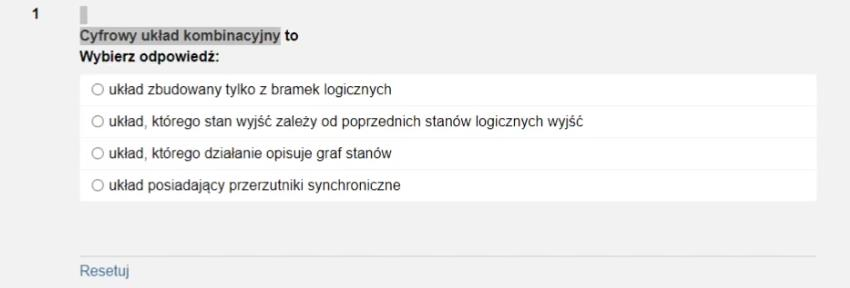 1
Cyfrowy układ kombinacyjny to
Wybierz odpowiedź:
układ zbudowany tylko z bramek logicznych
układ, którego stan wyjść zależy od poprzednich stanów logicznych wyjść
układ, którego działanie opisuje graf stanów
układ posiadający przerzutniki synchroniczne
Resetuj